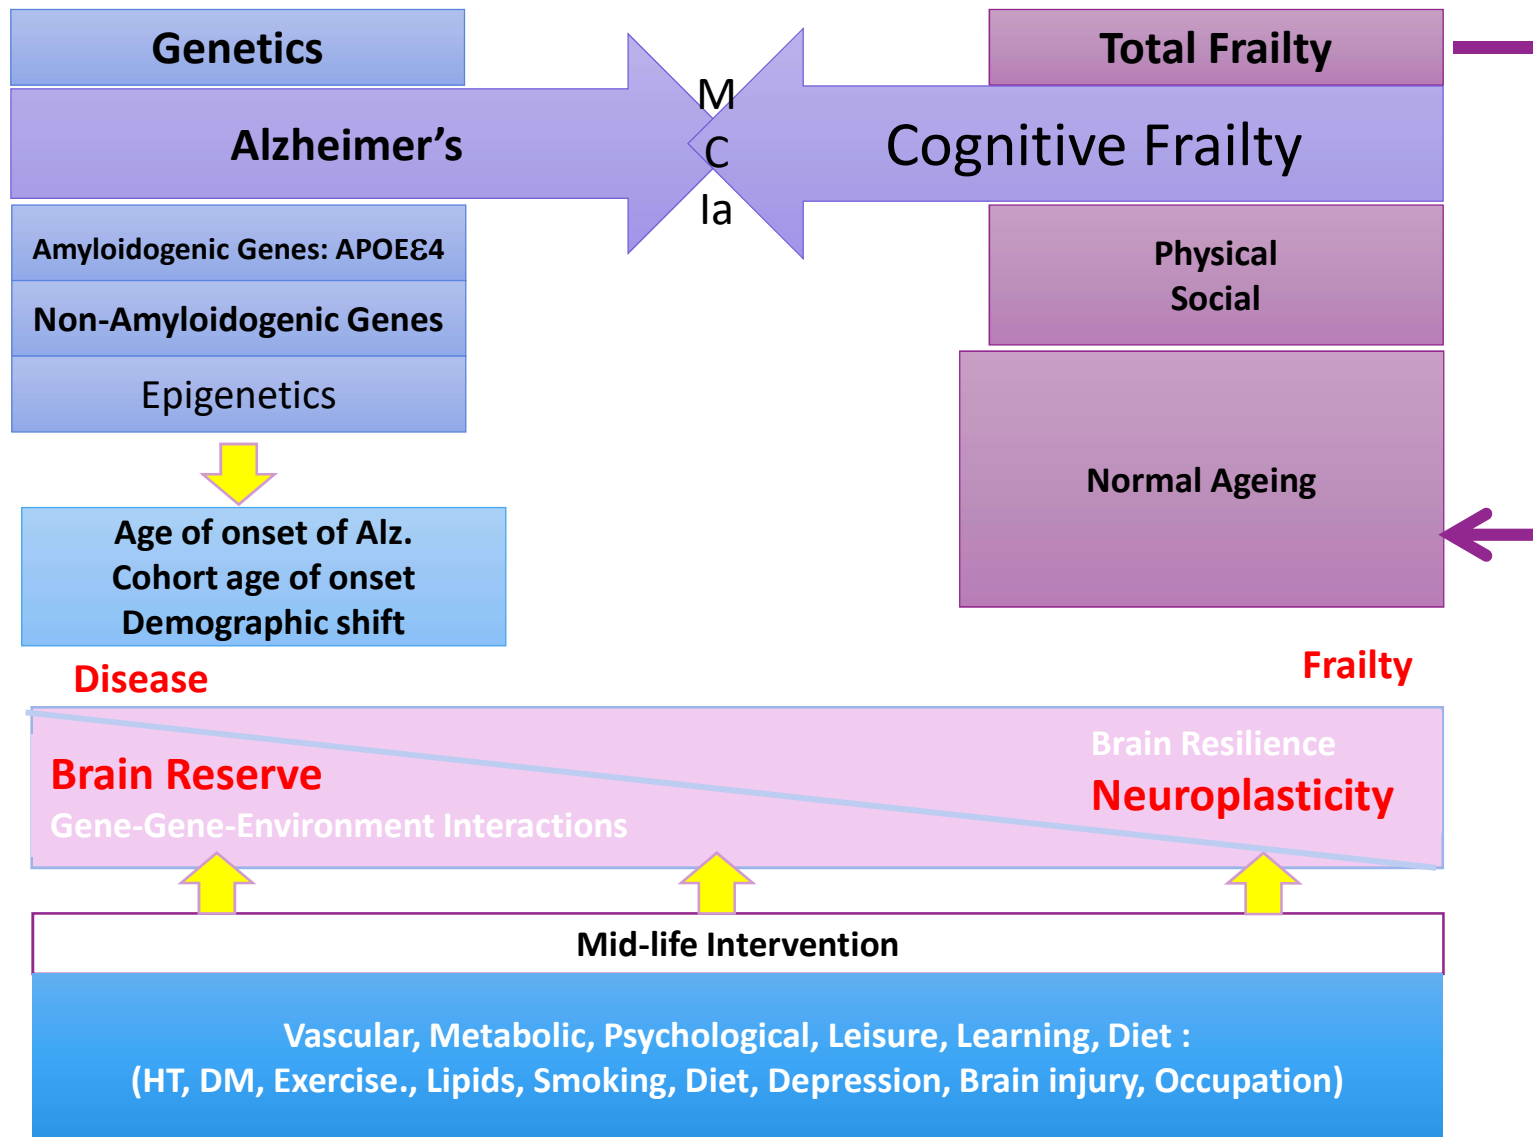 Genetics
Total Frailty
Alzheimer's
M
C
Ia
Cognitive Frailty
Amyloidogenic Genes: APOEƐ4
Non-Amyloidogenic Genes
Epigenetics
Physical
Social
Normal Ageing
Age of onset of Alz.
Cohort age of onset
Demographic shift
Disease
Frailty
Brain Reserve
Gene-Gene-Environment Interactions
Brain Resilience
Neuroplasticity
Mid-life Intervention
Vascular, Metabolic, Psychological, Leisure, Learning, Diet :
(HT, DM, Exercise., Lipids, Smoking, Diet, Depression, Brain injury, Occupation)